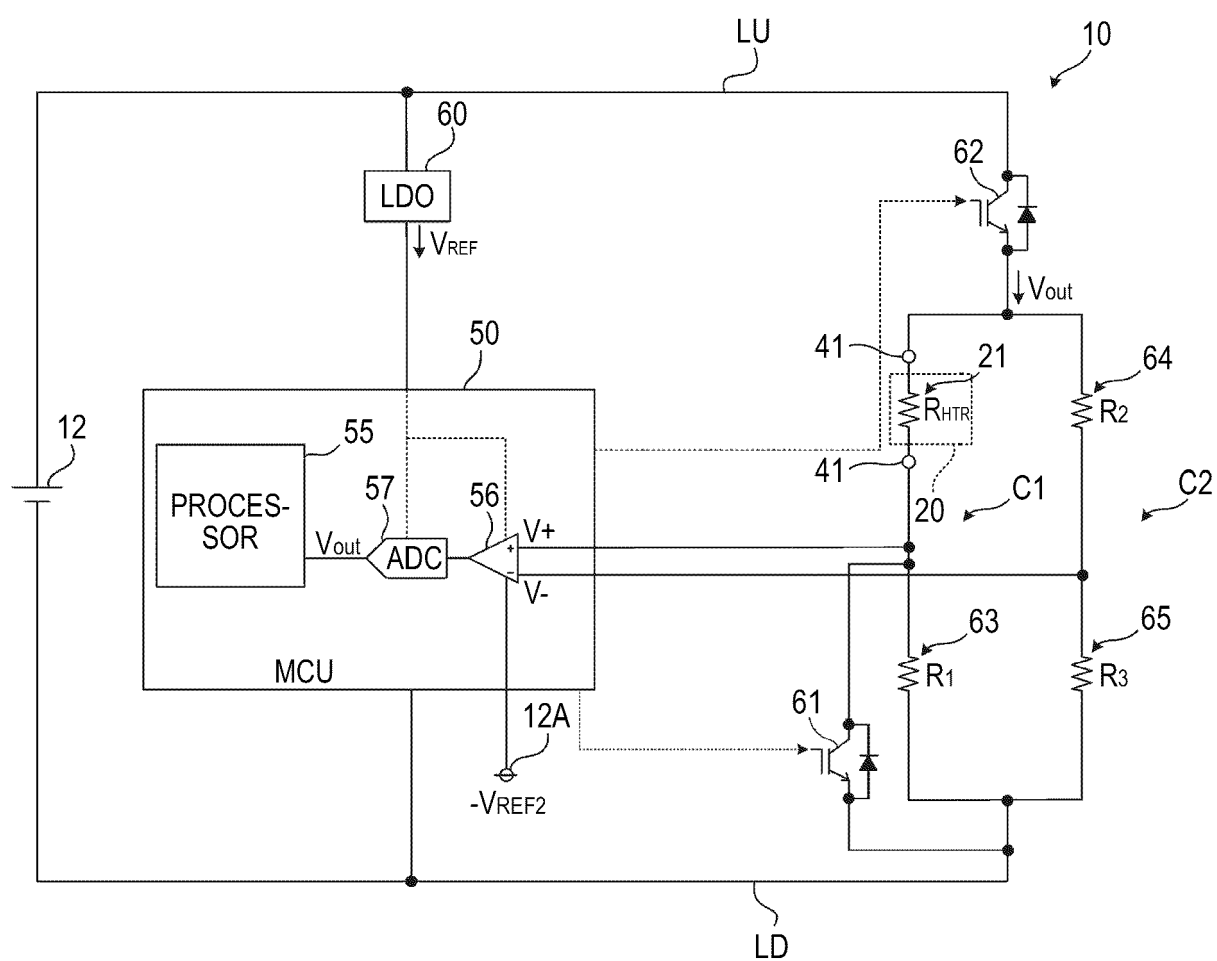 LU
10
60
LDO
VREF
62
Vout
50
41
21
64
RHTR
R2
12
55
41
20
C1
C2
PROCES-
SOR
57
56
V+
Vout
ADC
+
-
V-
63
65
R1
R3
MCU
12A
61
-VREF2
LD